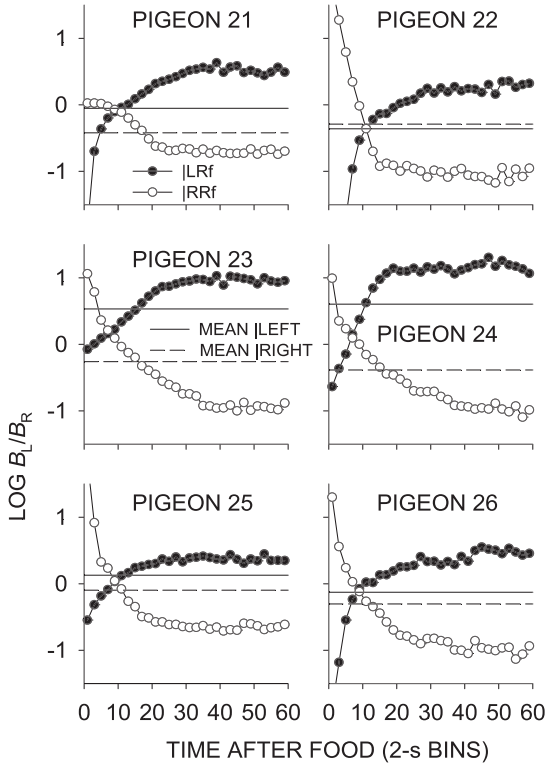 PIGEON 21
PIGEON 22
1
0
-1
|LRf
|RRf
PIGEON 23
PIGEON 24
1
0
-1
MEAN |LEFT
MEAN |RIGHT
LOG B_L/B_R
PIGEON 25
PIGEON 26
1
0
-1
0 10 20 30 40 50 60
0 10 20 30 40 50 60
TIME AFTER FOOD (2-s BINS)